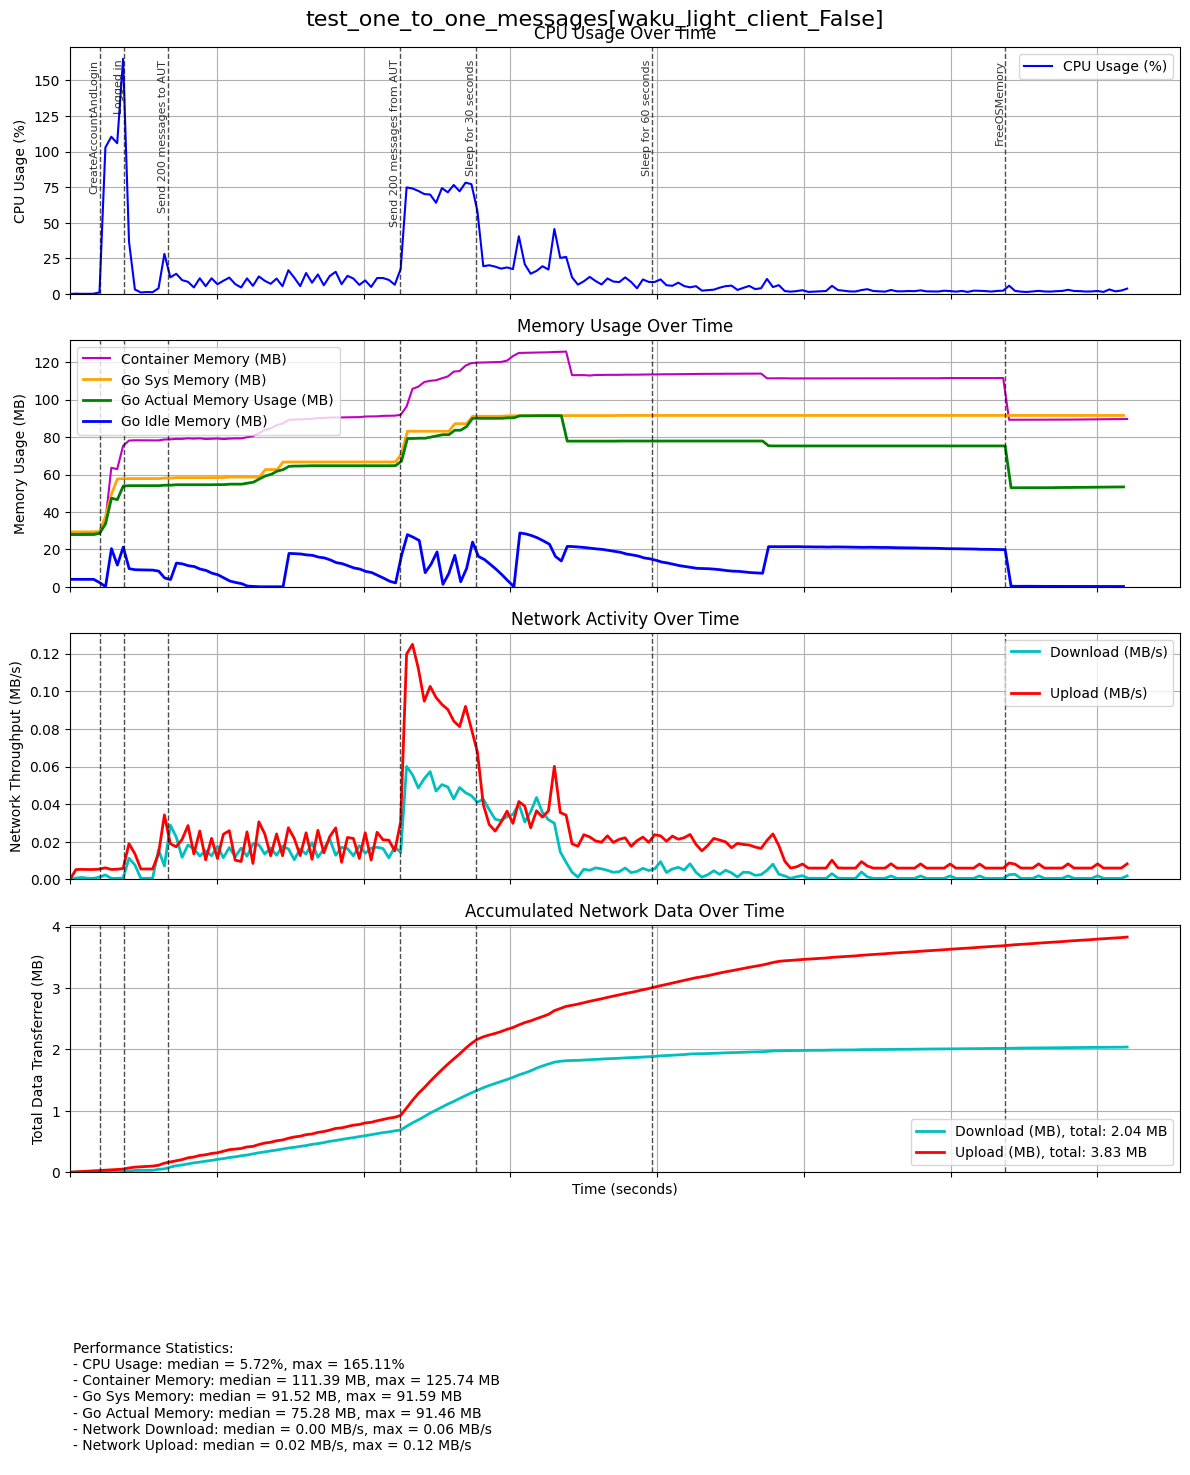 test_one_to_one_messages[waku_light_client_False]
CPU Usage Over Time
CPU Usage (%)
150
125
100
75
50
25
0
CreateAccountAndLogin
Logged in
Send 200 messages to AUT
Send 200 messages from AUT
Sleep for 30 seconds
Sleep for 60 seconds
FreeOSMemory
CPU Usage (%)
Memory Usage Over Time
Memory Usage (MB)
120
100
80
60
40
20
0
Container Memory (MB)
Go Sys Memory (MB)
Go Actual Memory Usage (MB)
Go Idle Memory (MB)
Network Activity Over Time
Network Throughput (MB/s)
0.12
0.10
0.08
0.06
0.04
0.02
0.00
Download (MB/s)
Upload (MB/s)
Accumulated Network Data Over Time
Total Data Transferred (MB)
4
3
2
1
0
Download (MB), total: 2.04 MB
Upload (MB), total: 3.83 MB
Time (seconds)
Performance Statistics:
- CPU Usage: median = 5.72%, max = 165.11%
- Container Memory: median = 111.39 MB, max = 125.74 MB
- Go Sys Memory: median = 91.52 MB, max = 91.59 MB
- Go Actual Memory: median = 75.28 MB, max = 91.46 MB
- Network Download: median = 0.00 MB/s, max = 0.06 MB/s
- Network Upload: median = 0.02 MB/s, max = 0.12 MB/s